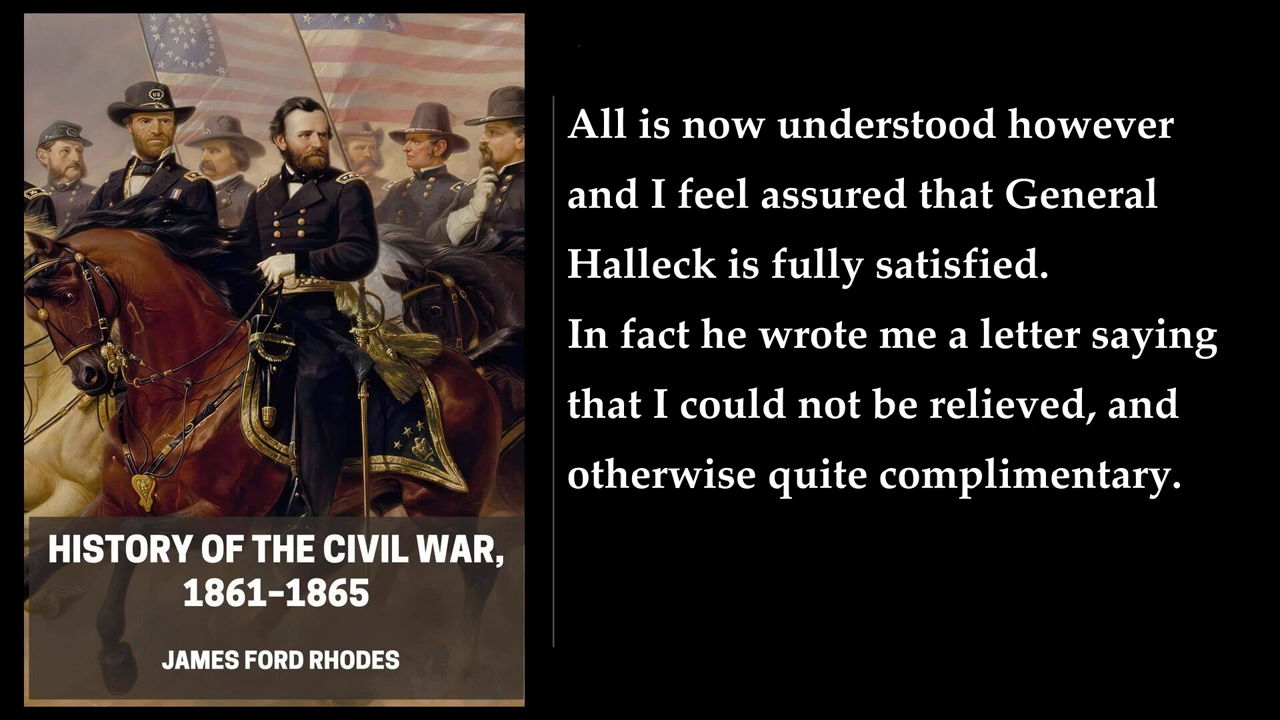 HISTORY OF THE CIVIL WAR,
1861–1865
JAMES FORD RHODES
All is now understood however
and I feel assured that General
Halleck is fully satisfied.
In fact he wrote me a letter saying
that I could not be relieved, and
otherwise quite complimentary.